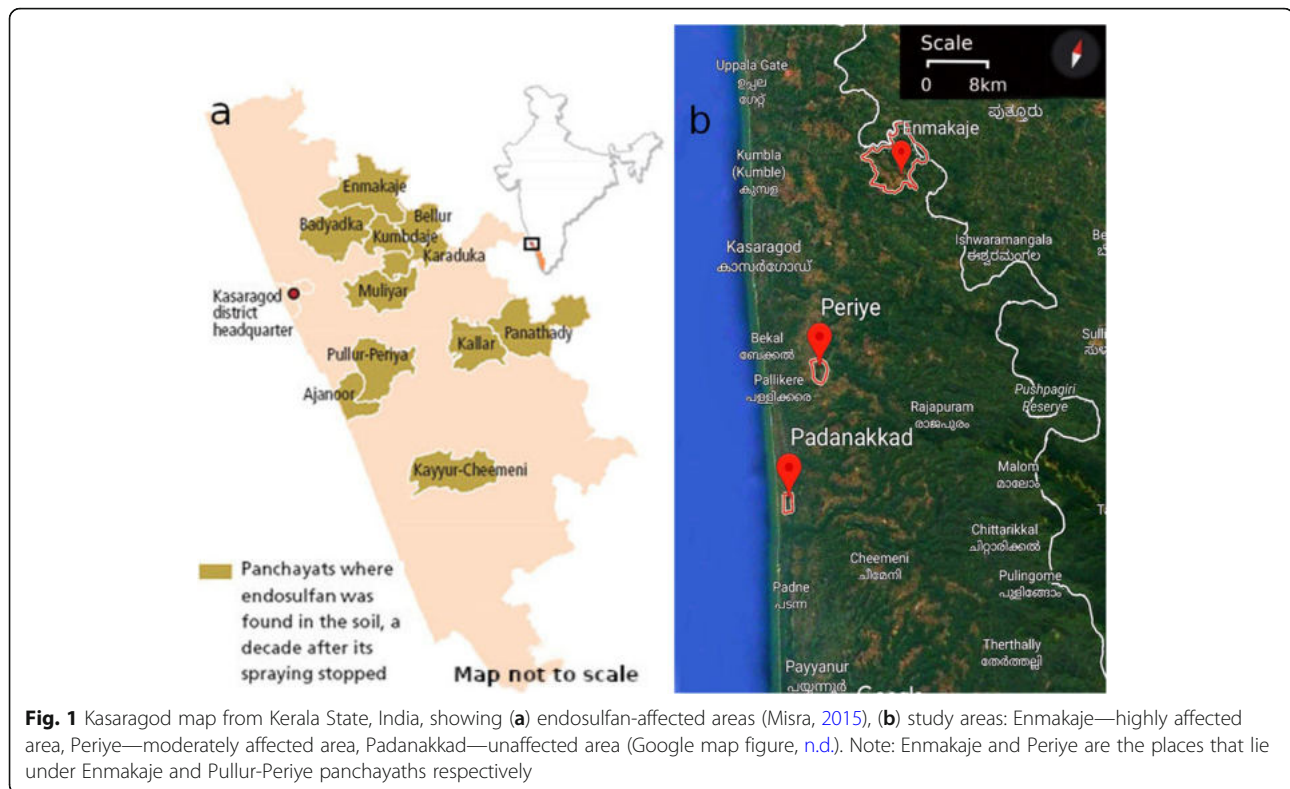 a
Enmakaje
Bellur
Badyadka
Kumbdaje
Karaduka
Muliyar
Kasaragod
district
headquarter
Panathady
Kallar
Pullur-Periya
Ajanoor
Kayyur-Cheemeni
Panchayats where
endosulfan was
found in the soil, a
decade after its
spraying stopped
Map not to scale
b
Scale
0 8km
Uppala Gate
ഉപ്പല
ഗേറ്റ്
ಪುತ್ತೂರು
Enmakaje
Kumbla
(Kumble)
കുമ്പള
Kasaragod
കാസർഗോഡ്
Ishwaramangala
ಈಶ್ವರಮಂಗಲ
Periye
Bekal
ബേക്കൽ
Pallikere
പള്ളിക്കരെ
Sulli
ಸುಳ
Pushpagiri
Reserve
Rajapuram
രാജപുരം
Padanakkad
Malom
മാലോം
Chittarikkal
ചിറ്റാരിക്കൽ
Cheemeni
ചീമേനി
Pulingome
പുളിങ്ങോം
Padne
പടന്ന
Therthally
തേർത്തല്ലി
Payyanur
പയ്യന്നൂർ
Google
Fig. 1 Kasaragod map from Kerala State, India, showing (a) endosulfan-affected areas (Misra, 2015), (b) study areas: Enmakaje—highly affected
area, Periye—moderately affected area, Padanakkad—unaffected area (Google map figure, n.d.). Note: Enmakaje and Periye are the places that lie
under Enmakaje and Pullur-Periye panchayaths respectively